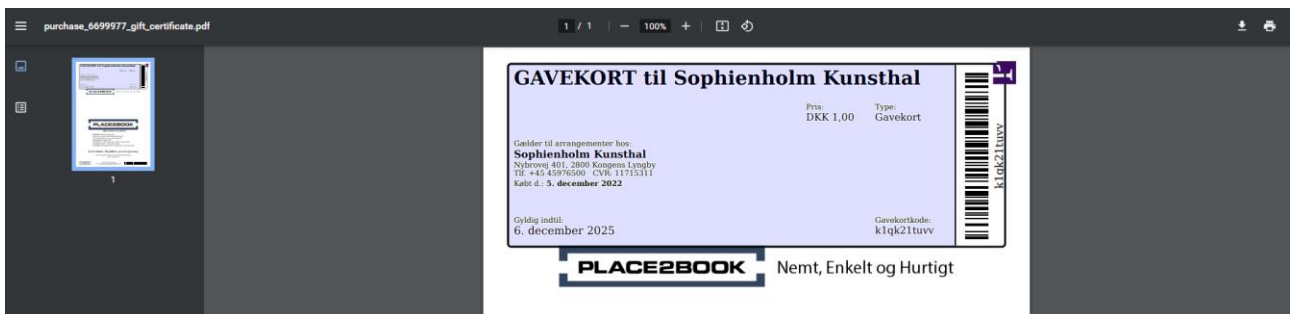 purchase_6699977_gift_certificate.pdf
1 / 1
100%
GAVEKORT til Sophienholm Kunsthal
Pris:
DKK 1,00
Type:
Gavekort
Gælder til arrangementer hos:
Sophienholm Kunsthal
Nybrovej 401, 2800 Kongens Lyngby
Tlf. +45 45976500 CVR: 11715311
Købt d.: 5. december 2022
Gyldig indtil:
6. december 2025
Gavekortkode:
k1qk21tuvv
k1qk21tuvv
PLACE2BOOK
Nemt, Enkelt og Hurtigt
1